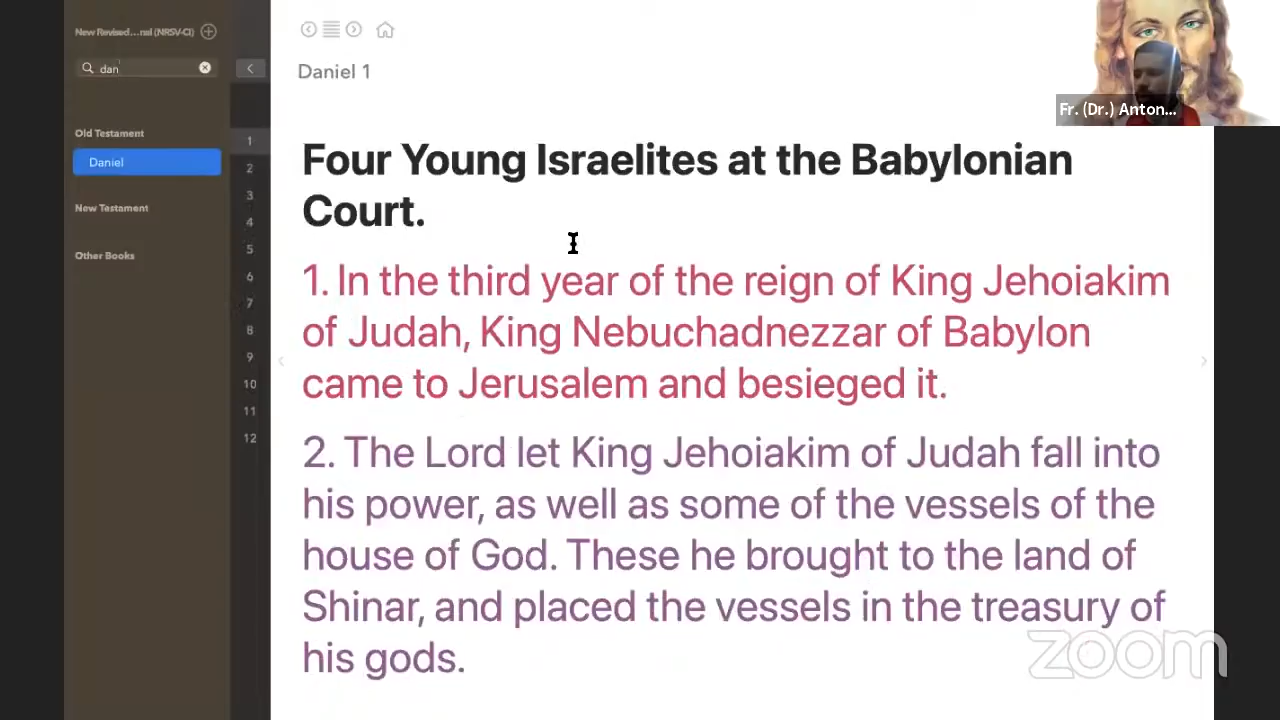 New Revised...nal (NRSV-CI)
dan
Old Testament
Daniel
New Testament
Other Books
1
2
3
4
5
6
7
8
9
10
11
12
Daniel 1
Four Young Israelites at the Babylonian
Court.
1. In the third year of the reign of King Jehoiakim
of Judah, King Nebuchadnezzar of Babylon
came to Jerusalem and besieged it.
2. The Lord let King Jehoiakim of Judah fall into
his power, as well as some of the vessels of the
house of God. These he brought to the land of
Shinar, and placed the vessels in the treasury of
his gods.
Fr. (Dr.) Anton...
zoom